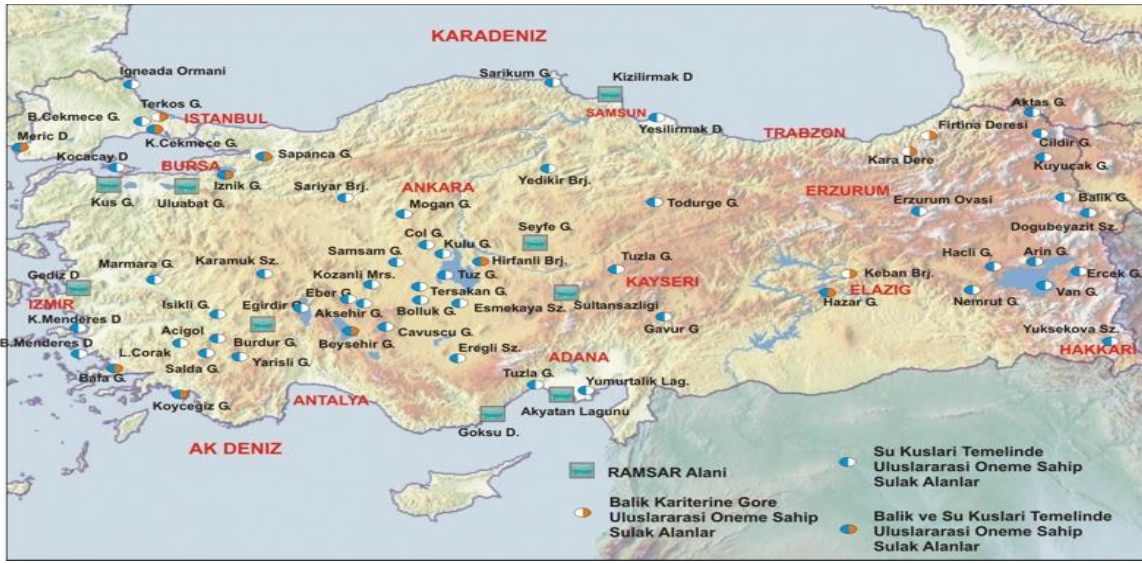 KARADENIZ
Igneada Ormani
Sarikum G.
Kizilirmak D
Terkos G.
B.Cekmece G.
ISTANBUL
SAMSUN
Aktas G.
Meric D
K.Cekmece G.
Yesilirmak D
TRABZON
Firtina Deresi
Cildir G.
Kocacay D
BURSA
Sapanca G.
Kara Dere
Kuyucak G.
Kus G.
Uluabat G.
Iznik G.
Sariyar Brj.
ANKARA
Yedikir Brj.
ERZURUM
Mogan G.
Todurge G.
Erzurum Ovasi
Balik G.
Dogubeyazit Sz.
Col G.
Kulu G.
Seyfe G.
Samsam G.
Hirfanli Brj.
Tuzla G.
Hacli G.
Arin G.
Gediz D
Marmara G.
Karamuk Sz.
Kozanli Mrs.
Tuz G.
KAYSERI
Keban Brj.
Ercek G.
Eber G.
Tersakan G.
ELAZIG
IZMIR
Isikli G.
Egirdir G.
Aksehir G.
Bolluk G.
Esmekaya Sz.
Sultansazligi
Hazar G.
Nemrut G.
Van G.
K.Menderes D
Gavur G
Acigol
Burdur G.
Beysehir G.
Cavuscu G.
Yuksekova Sz.
B.Menderes D
L.Corak
Eregli Sz.
ADANA
HAKKARI
Bafa G.
Salda G.
Yarisli G.
Tuzla G.
Yumurtalik Lag.
Koycegiz G.
ANTALYA
Akyatan Lagunu
Goksu D.
AK DENIZ
RAMSAR Alani
Balik Kariterine Gore
Uluslararasi Oneme Sahip
Sulak Alanlar
Su Kuslari Temelinde
Uluslararasi Oneme Sahip
Sulak Alanlar
Balik ve Su Kuslari Temelinde
Uluslararasi Oneme Sahip
Sulak Alanlar